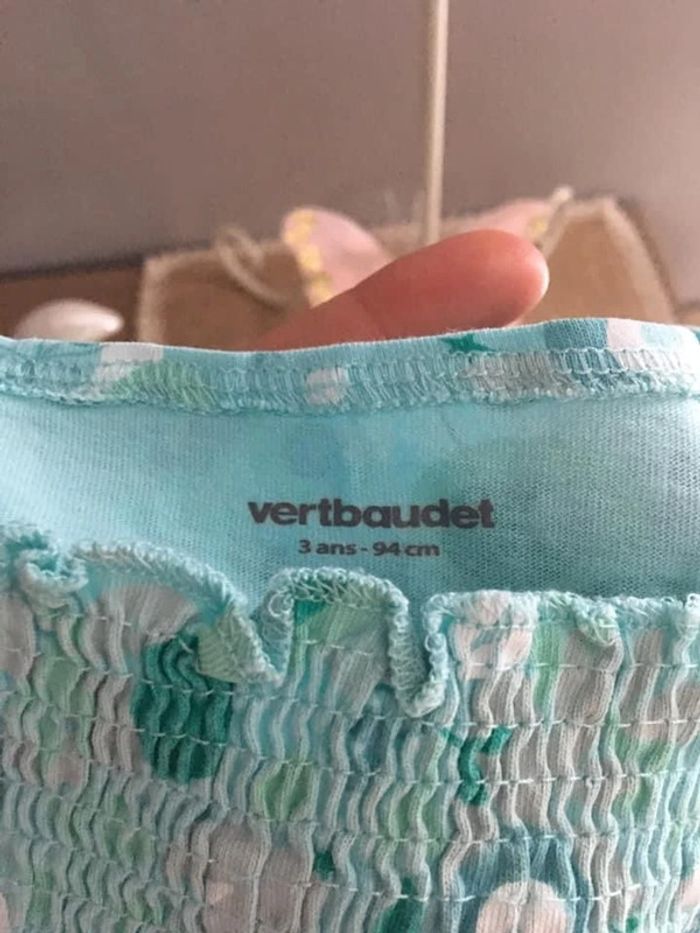 vertbaudet
3 ans - 94 cm